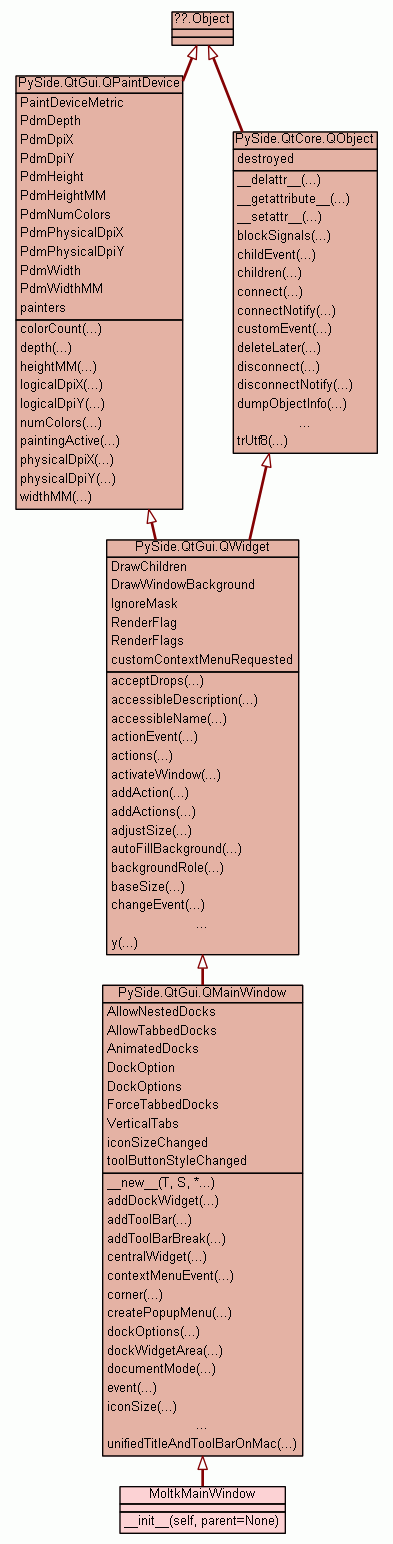 ??.Object
PySide.QtGui.QPaintDevice
PaintDeviceMetric
PdmDepth
PdmDpiX
PdmDpiY
PdmHeight
PdmHeightMM
PdmNumColors
PdmPhysicalDpiX
PdmPhysicalDpiY
PdmWidth
PdmWidthMM
painters
colorCount(...)
depth(...)
heightMM(...)
logicalDpiX(...)
logicalDpiY(...)
numColors(...)
paintingActive(...)
physicalDpiX(...)
physicalDpiY(...)
widthMM(...)
PySide.QtCore.QObject
destroyed
__delattr__(...)
__getattribute__(...)
__setattr__(...)
blockSignals(...)
childEvent(...)
children(...)
connect(...)
connectNotify(...)
customEvent(...)
deleteLater(...)
disconnect(...)
disconnectNotify(...)
dumpObjectInfo(...)
...
trUtf8(...)
PySide.QtGui.QWidget
DrawChildren
DrawWindowBackground
IgnoreMask
RenderFlag
RenderFlags
customContextMenuRequested
acceptDrops(...)
accessibleDescription(...)
accessibleName(...)
actionEvent(...)
actions(...)
activateWindow(...)
addAction(...)
addActions(...)
adjustSize(...)
autoFillBackground(...)
backgroundRole(...)
baseSize(...)
changeEvent(...)
...
y(...)
PySide.QtGui.QMainWindow
AllowNestedDocks
AllowTabbedDocks
AnimatedDocks
DockOption
DockOptions
ForceTabbedDocks
VerticalTabs
iconSizeChanged
toolButtonStyleChanged
__new__(T, S, *...)
addDockWidget(...)
addToolBar(...)
addToolBarBreak(...)
centralWidget(...)
contextMenuEvent(...)
corner(...)
createPopupMenu(...)
dockOptions(...)
dockWidgetArea(...)
documentMode(...)
event(...)
iconSize(...)
...
unifiedTitleAndToolBarOnMac(...)
MoltkMainWindow
__init__(self, parent=None)